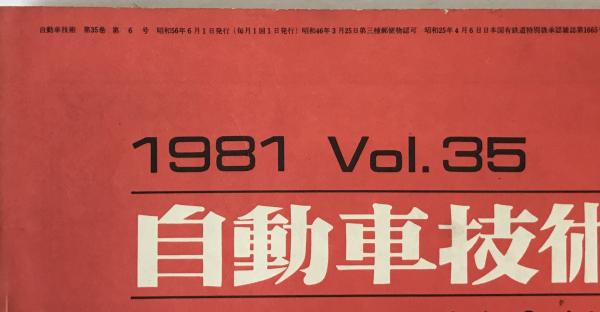 自動車技術 第35巻 第6号 昭和56年6月1日発行(毎月1回1日発行) 昭和46年3月25日第三種郵便物認可 昭和25年4月6日日本国有鉄道特別扱承認雑誌第1665
1981 Vol.35
自動車技術